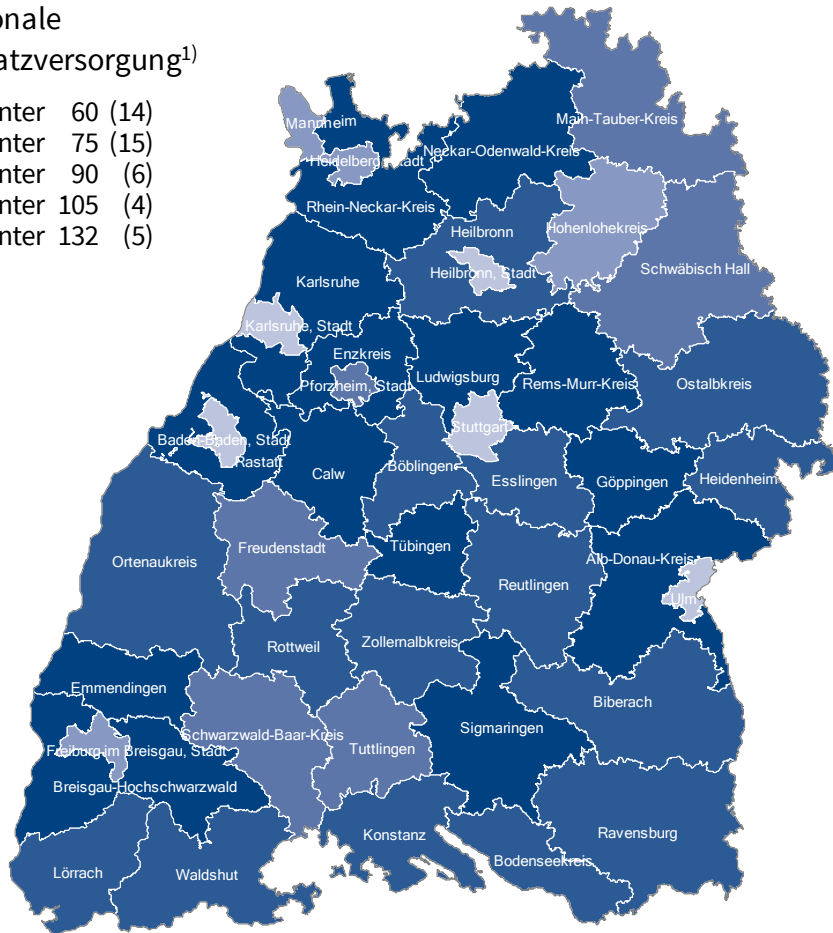 onale
atzversorgung1)
nter 60 (14)
nter 75 (15)
nter 90 (6)
nter 105 (4)
nter 132 (5)
Main-Tauber-Kreis
Mannheim
Neckar-Odenwald-Kreis
Heidelberg, Stadt
Rhein-Neckar-Kreis
Heilbronn
Hohenlohekreis
Schwäbisch Hall
Heilbronn, Stadt
Karlsruhe
Karlsruhe, Stadt
Enzkreis
Ludwigsburg
Pforzheim, Stadt
Rems-Murr-Kreis
Ostalbkreis
Stuttgart
Baden-Baden, Stadt
Rastatt
Calw
Böblingen
Esslingen
Göppingen
Heidenheim
Ortenaukreis
Freudenstadt
Tübingen
Alb-Donau-Kreis
Reutlingen
Ulm
Rottweil
Zollernalbkreis
Emmendingen
Biberach
Schwarzwald-Baar-Kreis
Sigmaringen
Freiburg im Breisgau, Stadt
Tuttlingen
Breisgau-Hochschwarzwald
Konstanz
Ravensburg
Bodenseekreis
Lörrach
Waldshut